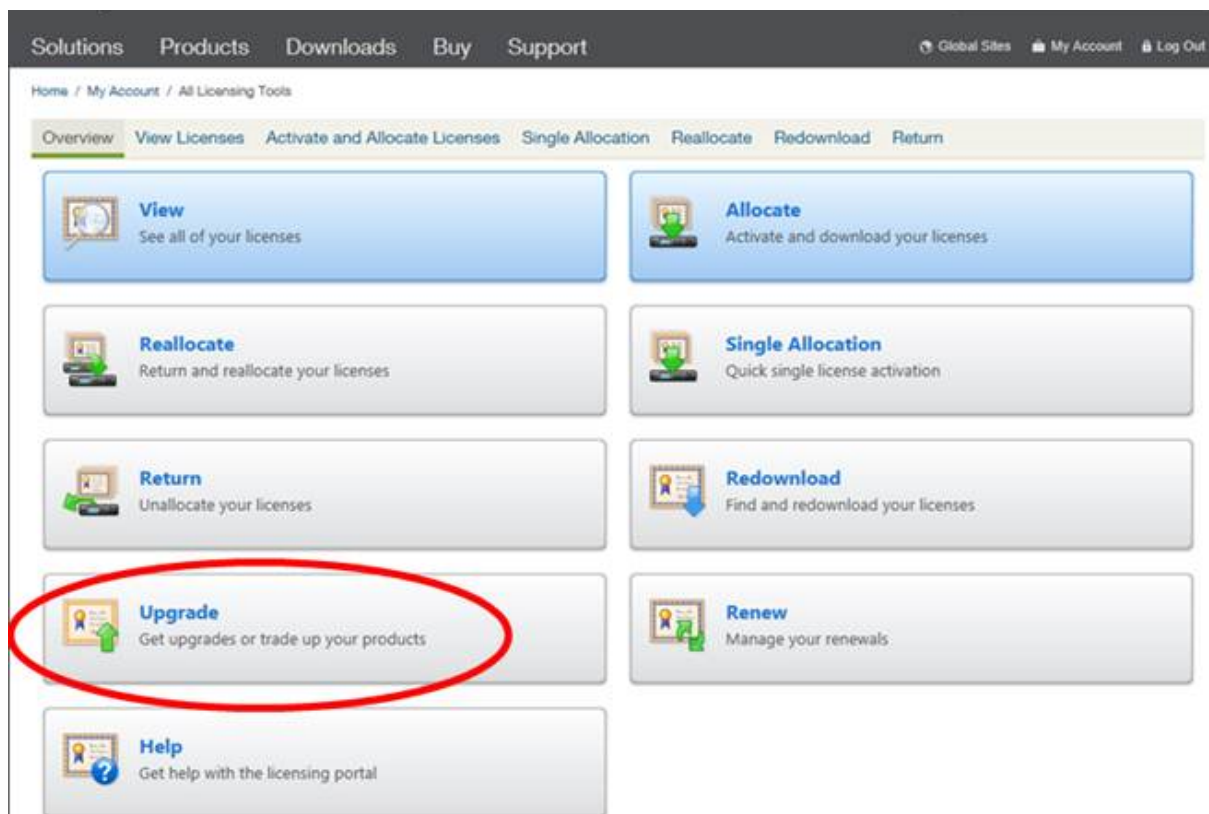 Solutions Products Downloads Buy Support Global Sites My Account Log Out
Home / My Account / All Licensing Tools
Overview View Licenses Activate and Allocate Licenses Single Allocation Reallocate Redownload Return
View
See all of your licenses
Allocate
Activate and download your licenses
Reallocate
Return and reallocate your licenses
Single Allocation
Quick single license activation
Return
Unallocate your licenses
Redownload
Find and redownload your licenses
Upgrade
Get upgrades or trade up your products
Renew
Manage your renewals
Help
Get help with the licensing portal